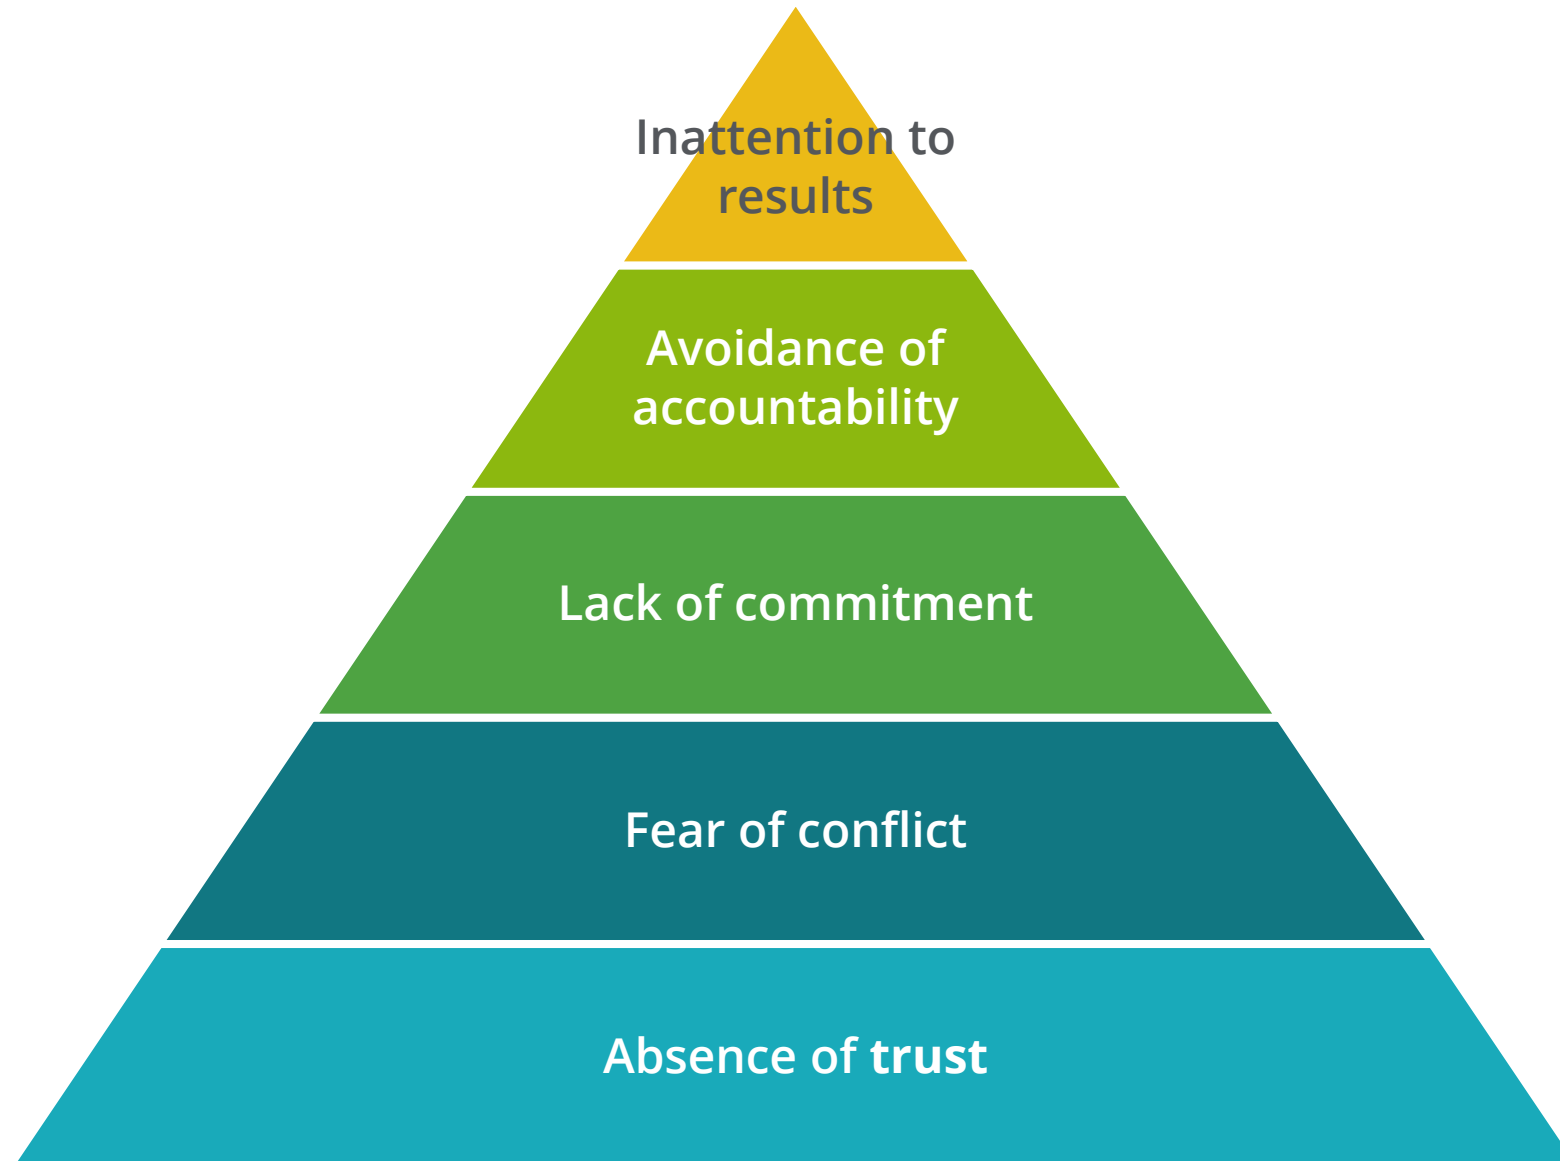 Inattention to
results
Avoidance of
accountability
Lack of commitment
Fear of conflict
Absence of trust